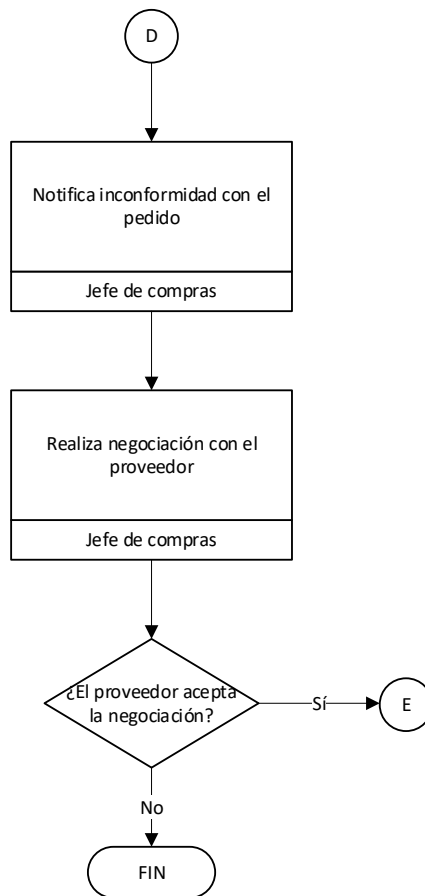 D
Notifica inconformidad con el
pedido
Jefe de compras
Realiza negociación con el
proveedor
Jefe de compras
¿El proveedor acepta
la negociación?
Sí
E
No
FIN